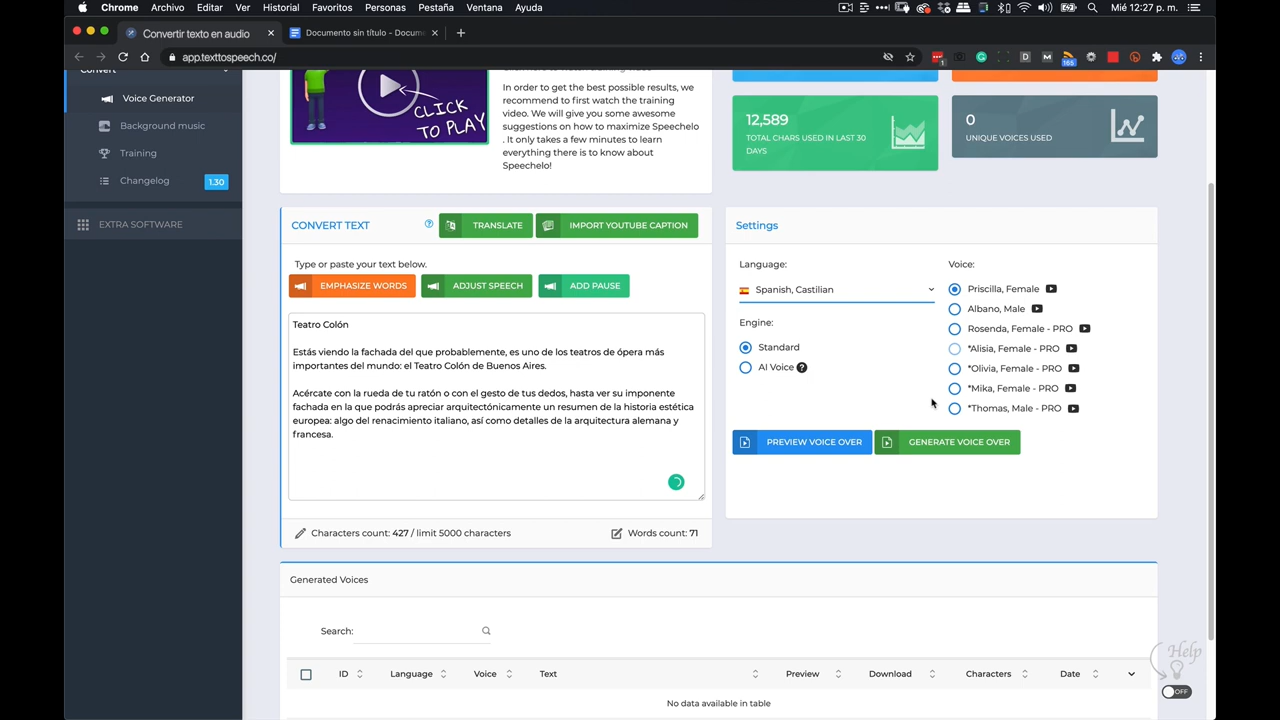 Chrome Archivo Editar Ver Historial Favoritos Personas Pestaña Ventana Ayuda
Mié 12:27 p. m.
Convertir texto en audio
Documento sin título - Docume
app.texttospeech.co/
1
165
Voice Generator
Background music
Training
Changelog 1.30
EXTRA SOFTWARE
CLICK
TO PLAY
In order to get the best possible results, we
recommend to first watch the training
video. We will give you some awesome
suggestions on how to maximize Speechelo
. It only takes a few minutes to learn
everything there is to know about
Speechelo!
12,589
TOTAL CHARS USED IN LAST 30
DAYS
0
UNIQUE VOICES USED
CONVERT TEXT
TRANSLATE
IMPORT YOUTUBE CAPTION
Type or paste your text below.
EMPHASIZE WORDS
ADJUST SPEECH
ADD PAUSE
Teatro Colón
Estás viendo la fachada del que probablemente, es uno de los teatros de ópera más
importantes del mundo: el Teatro Colón de Buenos Aires.
Acércate con la rueda de tu ratón o con el gesto de tus dedos, hasta ver su imponente
fachada en la que podrás apreciar arquitectónicamente un resumen de la historia estética
europea: algo del renacimiento italiano, así como detalles de la arquitectura alemana y
francesa.
Characters count: 427 / limit 5000 characters
Words count: 71
Settings
Language:
Spanish, Castilian
Engine:
Standard
AI Voice ?
Voice:
Priscilla, Female
Albano, Male
Rosenda, Female - PRO
*Alisia, Female - PRO
*Olivia, Female - PRO
*Mika, Female - PRO
*Thomas, Male - PRO
PREVIEW VOICE OVER
GENERATE VOICE OVER
Generated Voices
Search:
ID Language Voice Text Preview Download Characters Date
No data available in table
Help
OFF